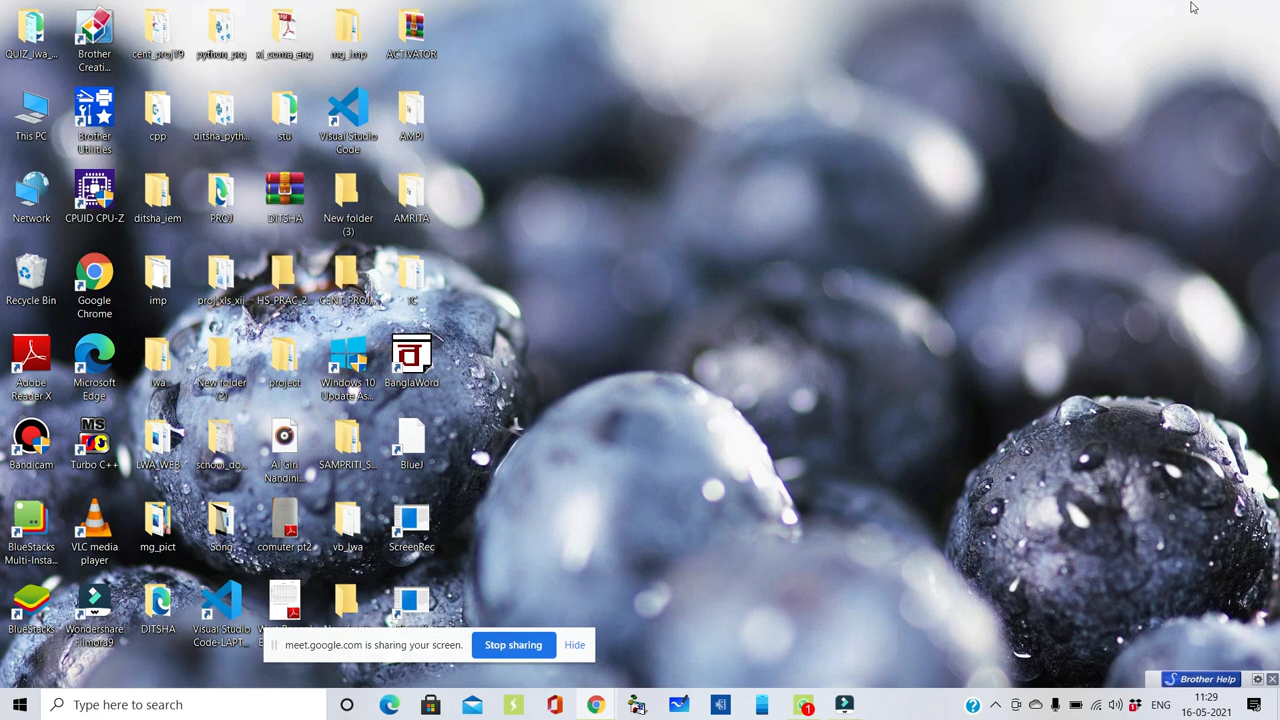 QUIZ_lwa_...
Brother
Creati...
cent_projT9
python_prg
xi_coma_eng
mg_imp
ACTIVATOR
This PC
Brother
Utilities
cpp
ditsha_pyth...
stu
Visual Studio
Code
AMPI
Network
CPUID CPU-Z
ditsha_iem
PROJ
DITSHA
New folder
(3)
AMRITA
Recycle Bin
Google
Chrome
imp
proj_xls_xii...
HS_PRAC_2...
CENT_PROJ...
TC
Adobe
Reader X
Microsoft
Edge
lwa
New folder
(2)
project
Windows 10
Update As...
BanglaWord
Bandicam
MS
Turbo C++
LWA_WEB
school_do...
Ai Giri
Nandini...
SAMPRITI_S...
BlueJ
BlueStacks
Multi-Insta...
VLC media
player
mg_pict
Song
comuter pt2
vb_lwa
ScreenRec
BlueStacks
Wondershare
Filmora9
DITSHA
Visual Studio
Code-LAPT...
meet.google.com is sharing your screen.
Stop sharing
Hide
Brother Help
Type here to search
1
ENG
11:29
16-05-2021